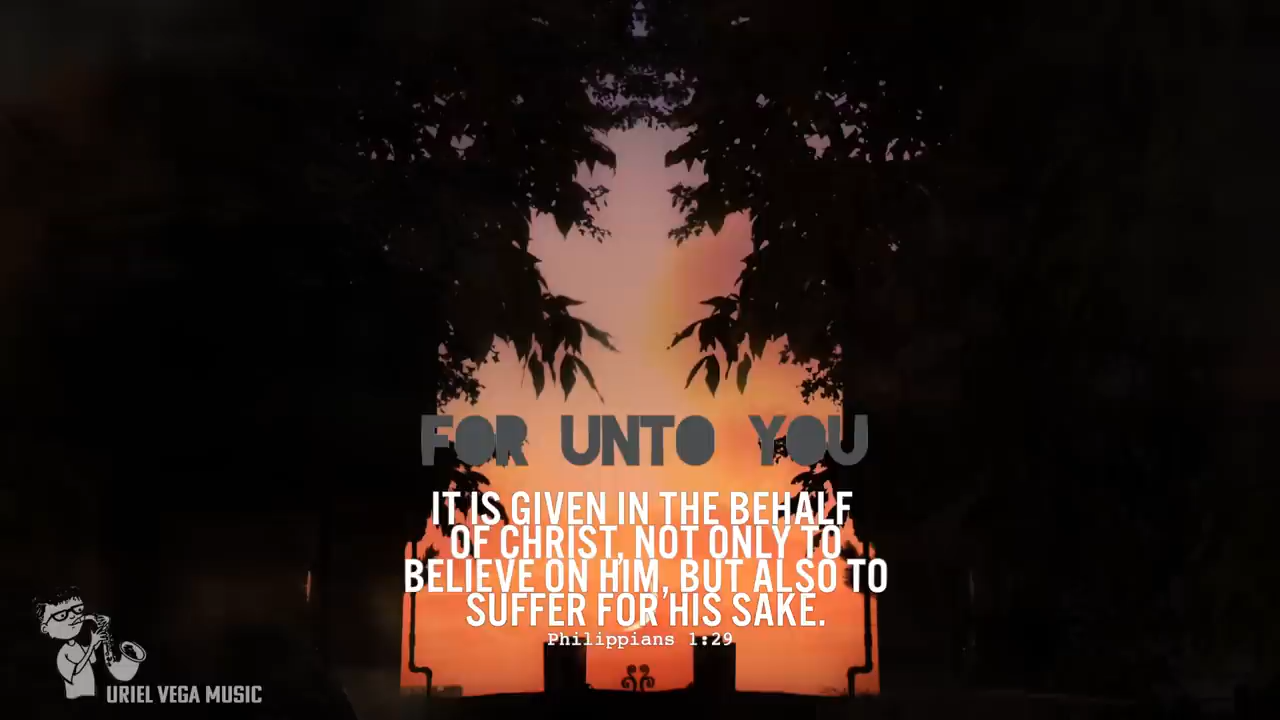 FOR UNTO YOU
IT IS GIVEN IN THE BEHALF
OF CHRIST, NOT ONLY TO
BELIEVE ON HIM, BUT ALSO TO
SUFFER FOR HIS SAKE.
Philippians 1:29
URIEL VEGA MUSIC